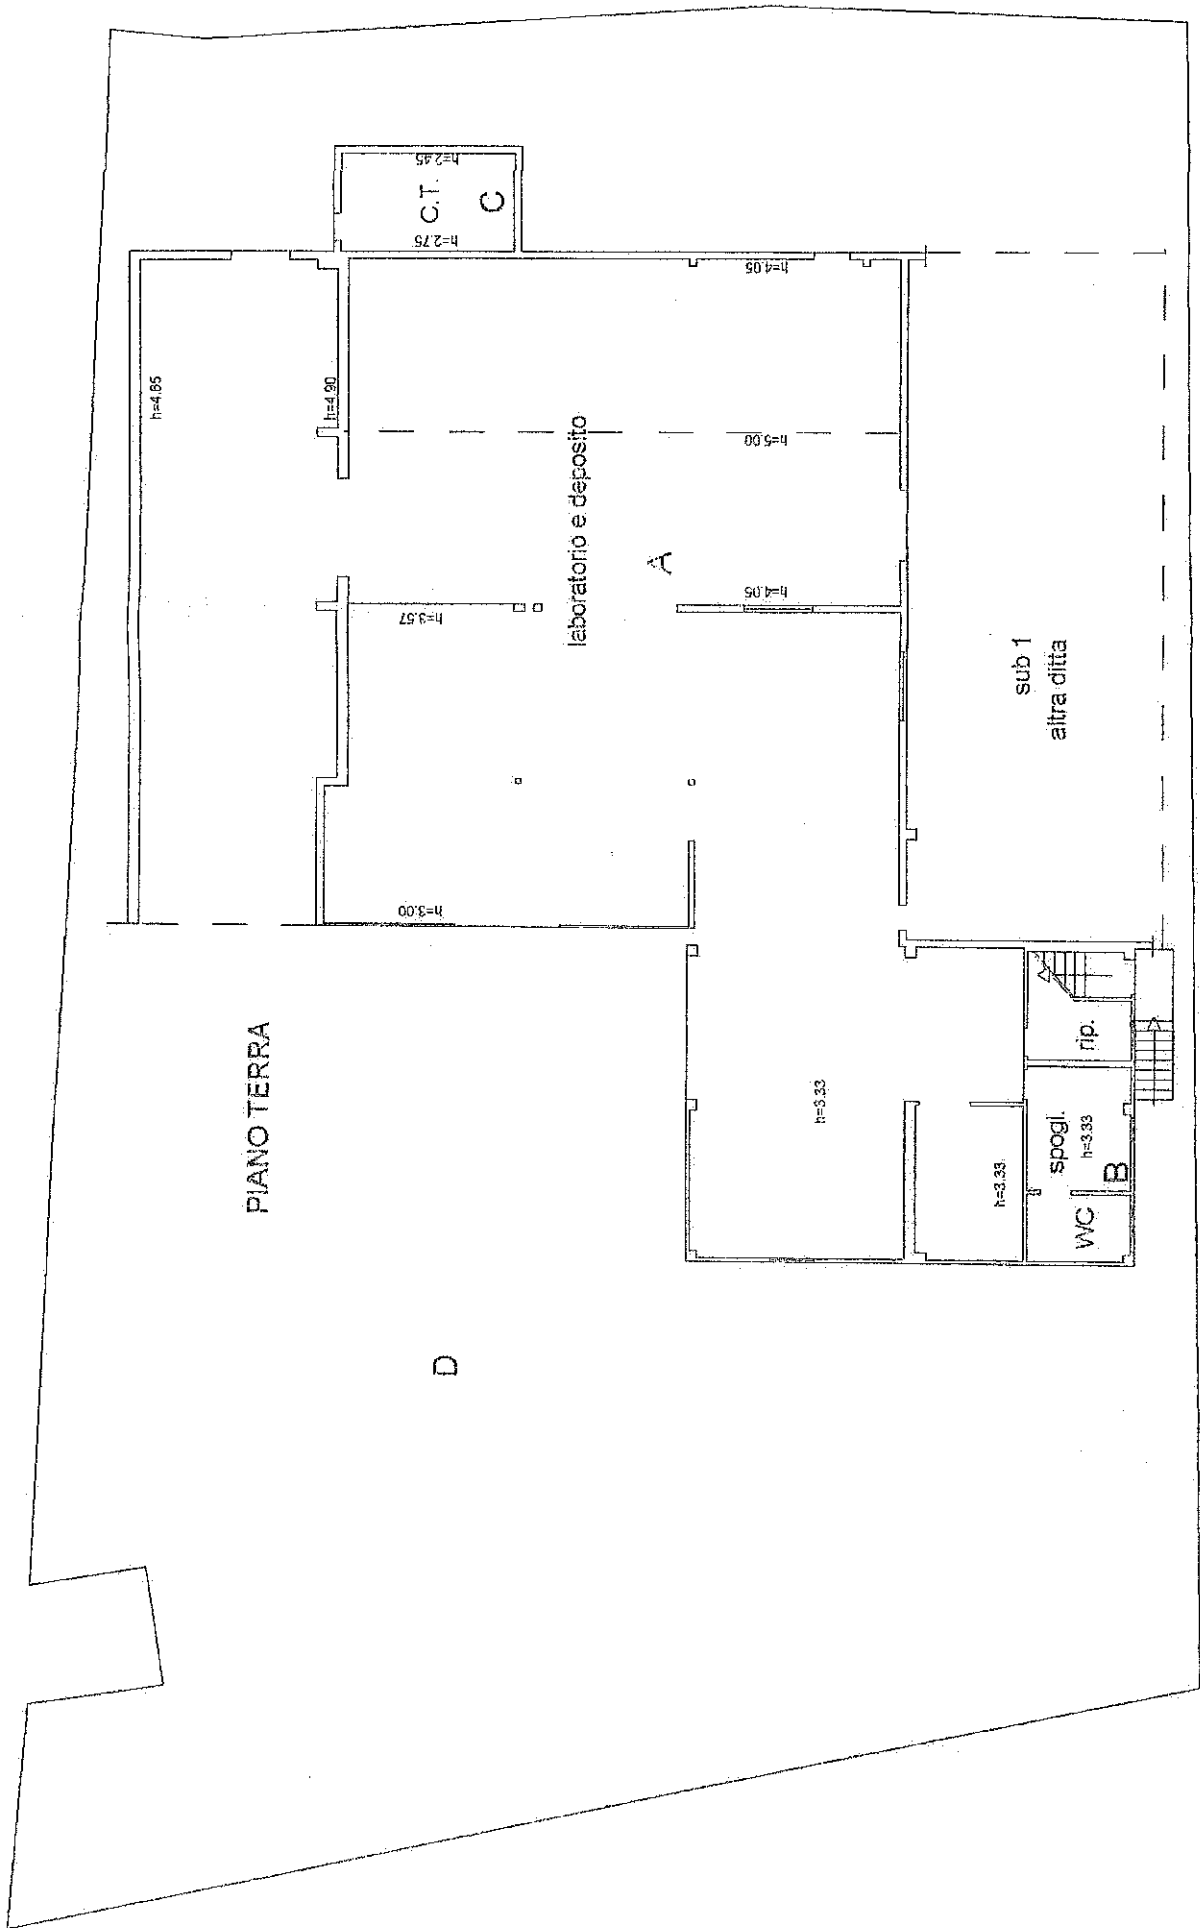 PIANO TERRA
h=4.85
h=4.90
h=2.45
C.T.
C
h=2.75
h=4.05
h=5.00
laboratorio e deposito
A
h=4.05
h=3.57
h=3.00
sub 1
altra ditta
h=3.33
h=3.33
rip.
spogl.
h=3.33
B
WC
D